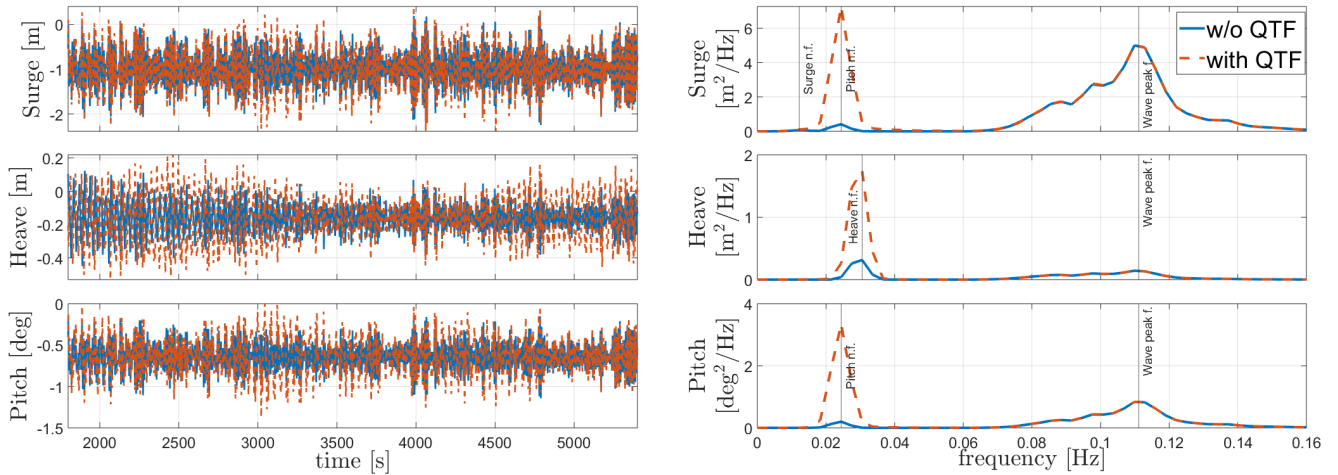 0
-1
-2
Surge [m]
0.2
0
-0.2
-0.4
Heave [m]
0
-0.5
-1
-1.5
Pitch [deg]
2000 2500 3000 3500 4000 4500 5000
time [s]
6
4
2
0
Surge
[m²/Hz]
Surge n.f.
Pitch n.f.
Wave peak f.
w/o QTF
with QTF
2
1
0
Heave
[m²/Hz]
Heave n.f.
Wave peak f.
4
2
0
Pitch
[deg²/Hz]
Pitch n.f.
Wave peak f.
0 0.02 0.04 0.06 0.08 0.1 0.12 0.14 0.16
frequency [Hz]